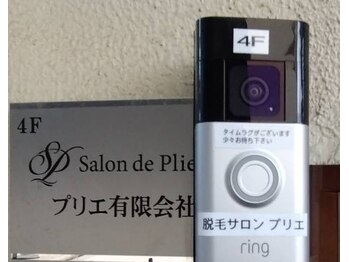 4F
Salon de Plie
プリエ有限会社
4F
タイムラグがございます
少々お待ち下さい
脱毛サロン プリエ
ring